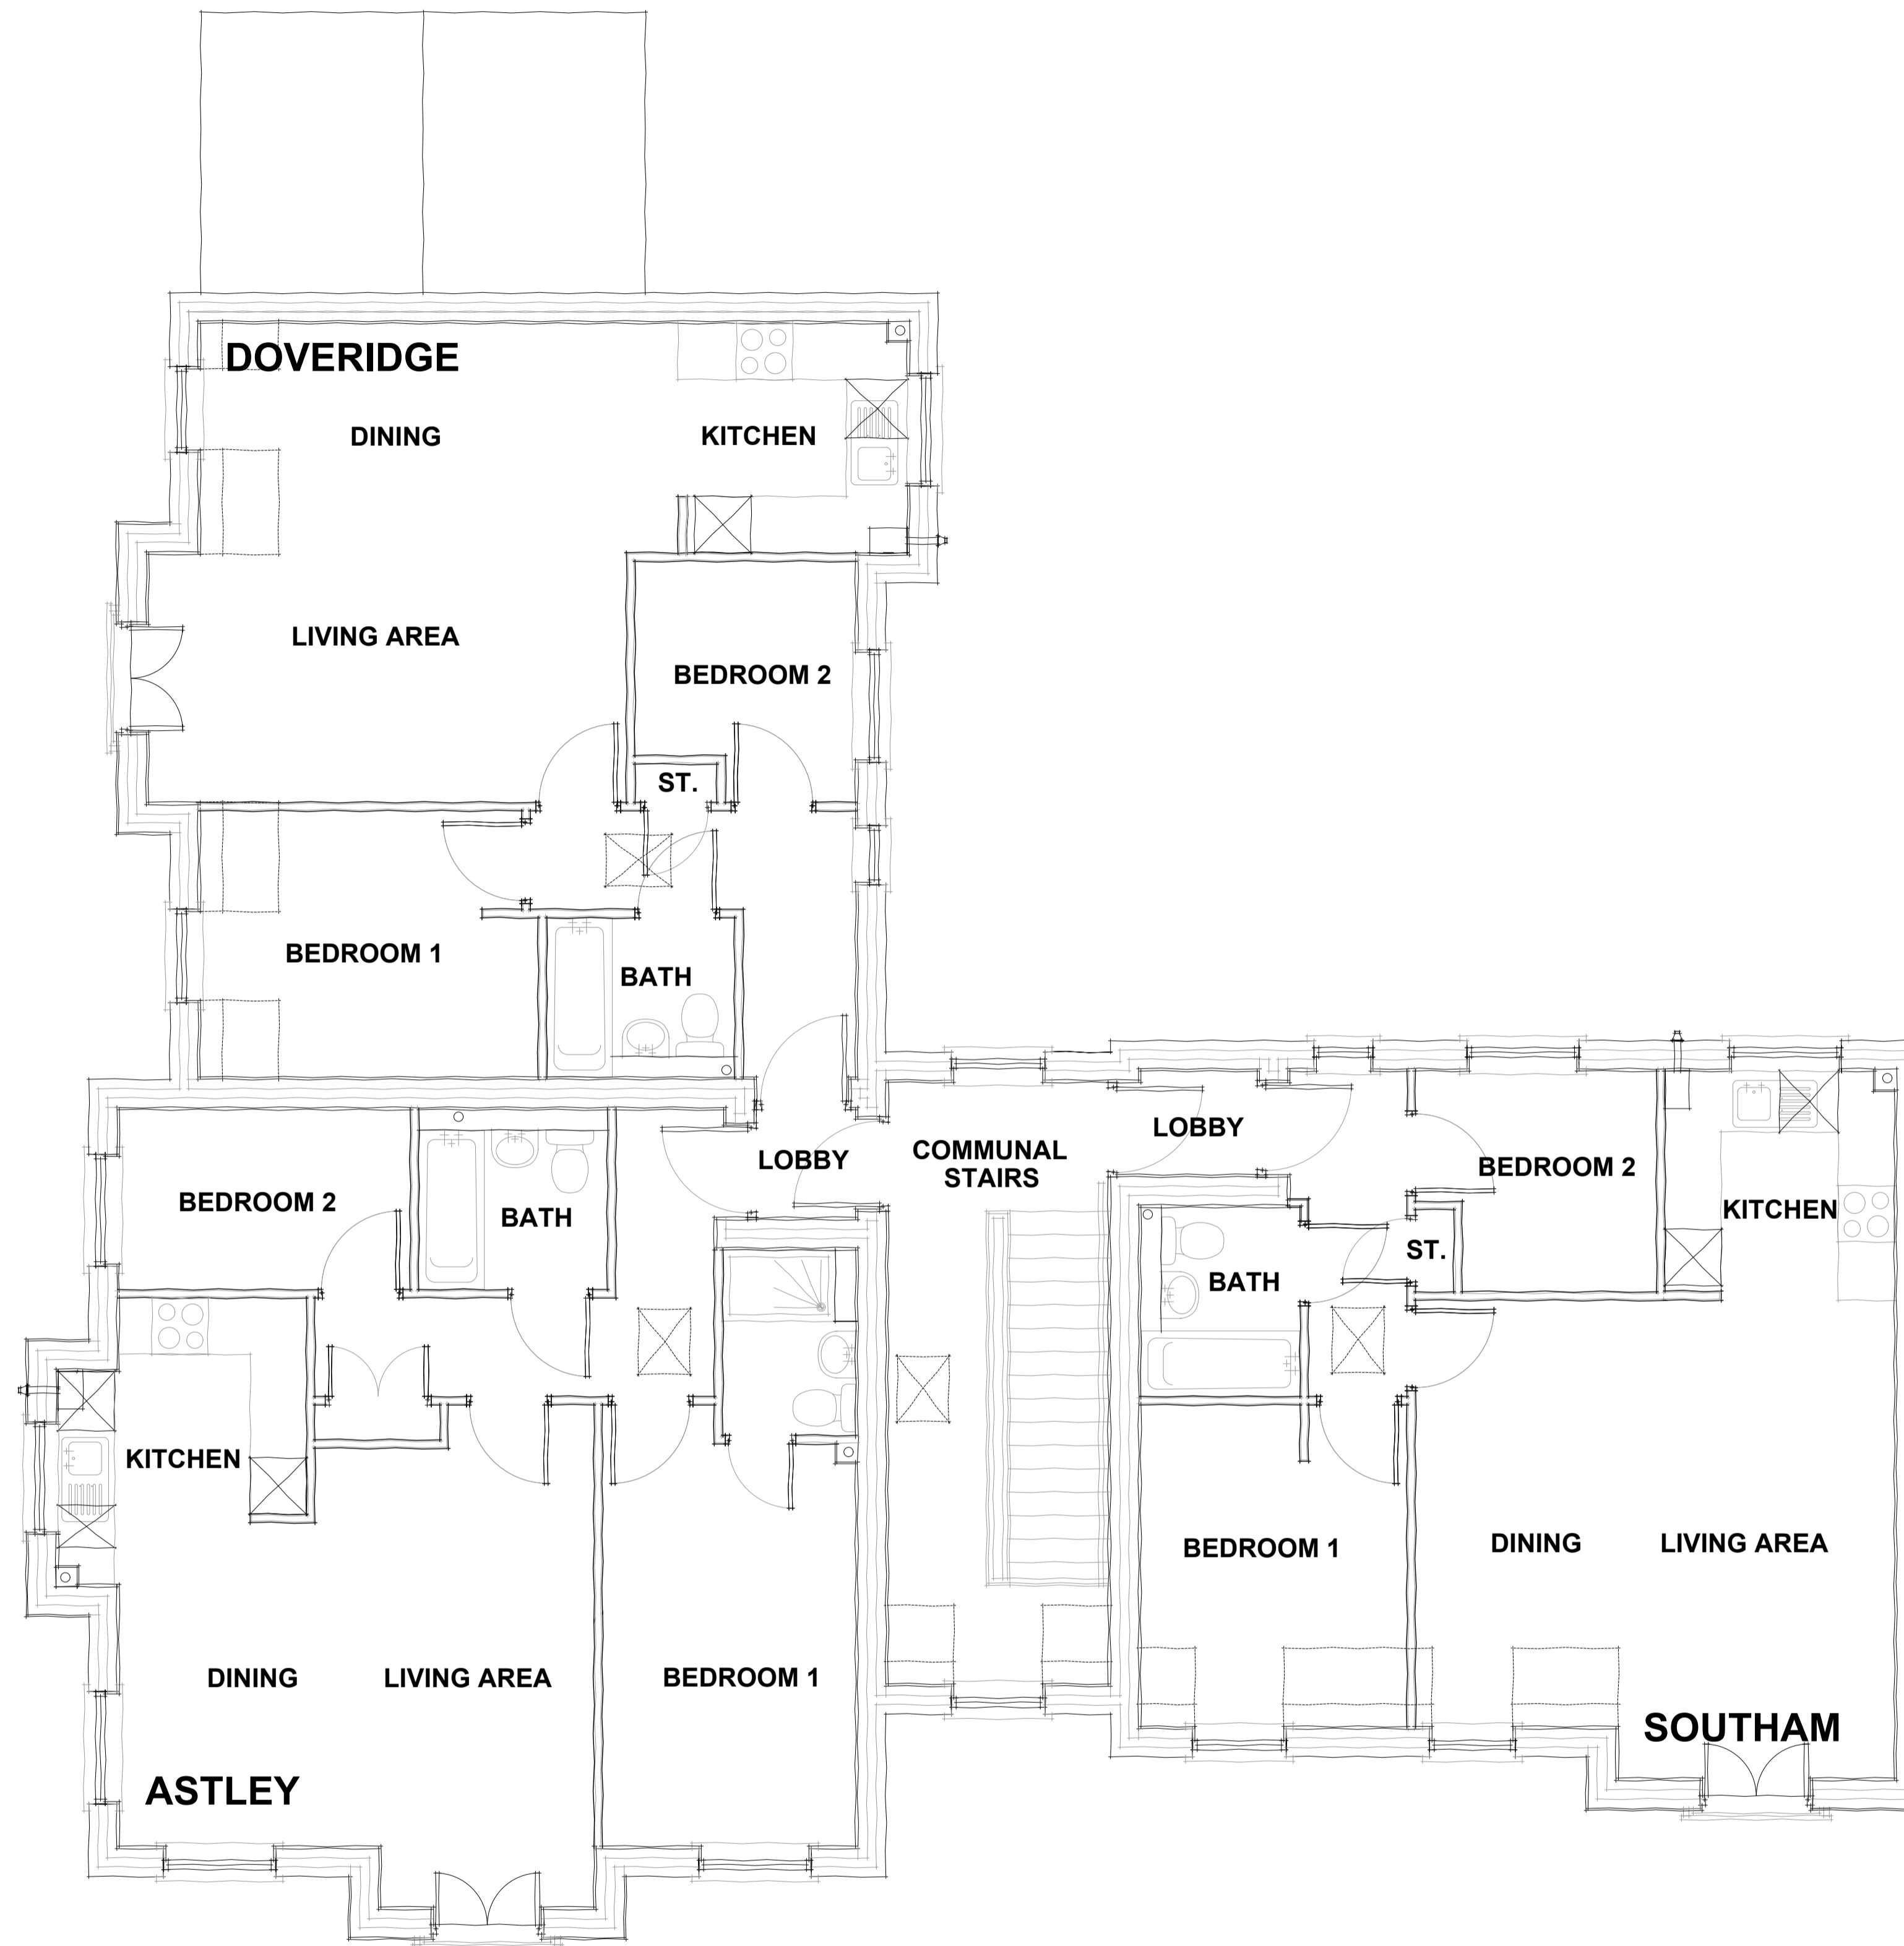 DOVERIDGE
DINING
KITCHEN
LIVING AREA
BEDROOM 2
ST.
BEDROOM 1
BATH
LOBBY
COMMUNAL
STAIRS
LOBBY
BEDROOM 2
KITCHEN
ST.
BATH
BEDROOM 1
DINING
LIVING AREA
SOUTHAM
BEDROOM 2
BATH
KITCHEN
DINING
LIVING AREA
BEDROOM 1
ASTLEY